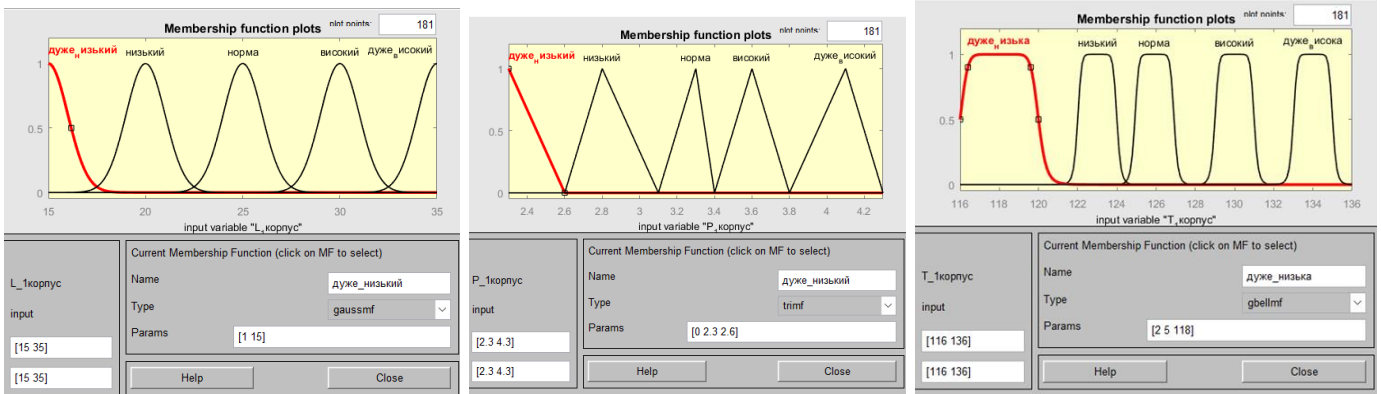 Membership function plots plot points: 181
дуже_низький низький норма високий дуже_високий
1
0.5
0
15 20 25 30 35
input variable "L_1корпус"
L_1корпус
input
[15 35]
[15 35]
Current Membership Function (click on MF to select)
Name дуже_низький
Type gaussmf
Params [1 15]
Help Close
Membership function plots plot points: 181
дуже_низький низький норма високий дуже_високий
1
0.5
0
2.4 2.6 2.8 3 3.2 3.4 3.6 3.8 4 4.2
input variable "P_1корпус"
P_1корпус
input
[2.3 4.3]
[2.3 4.3]
Current Membership Function (click on MF to select)
Name дуже_низький
Type trimf
Params [0 2.3 2.6]
Help Close
Membership function plots plot points: 181
дуже_низька низький норма високий дуже_висока
1
0.5
0
116 118 120 122 124 126 128 130 132 134 136
input variable "T_1корпус"
T_1корпус
input
[116 136]
[116 136]
Current Membership Function (click on MF to select)
Name дуже_низька
Type gbellmf
Params [2 5 118]
Help Close